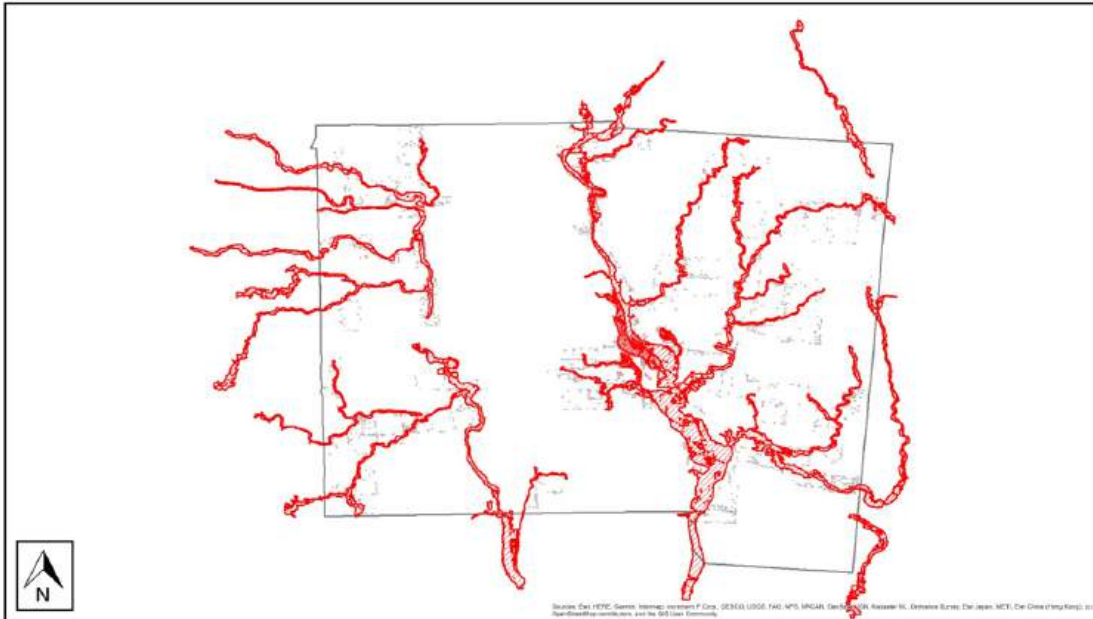 N
Sources: Esri, HERE, Garmin, Intermap, increment P Corp., GEBCO, USGS, FAO, NPS, NRCAN, GeoBase, IGN, Kadaster NL, Ordnance Survey, Esri Japan, METI, Esri China (Hong Kong), (c)
OpenStreetMap contributors, and the GIS User Community